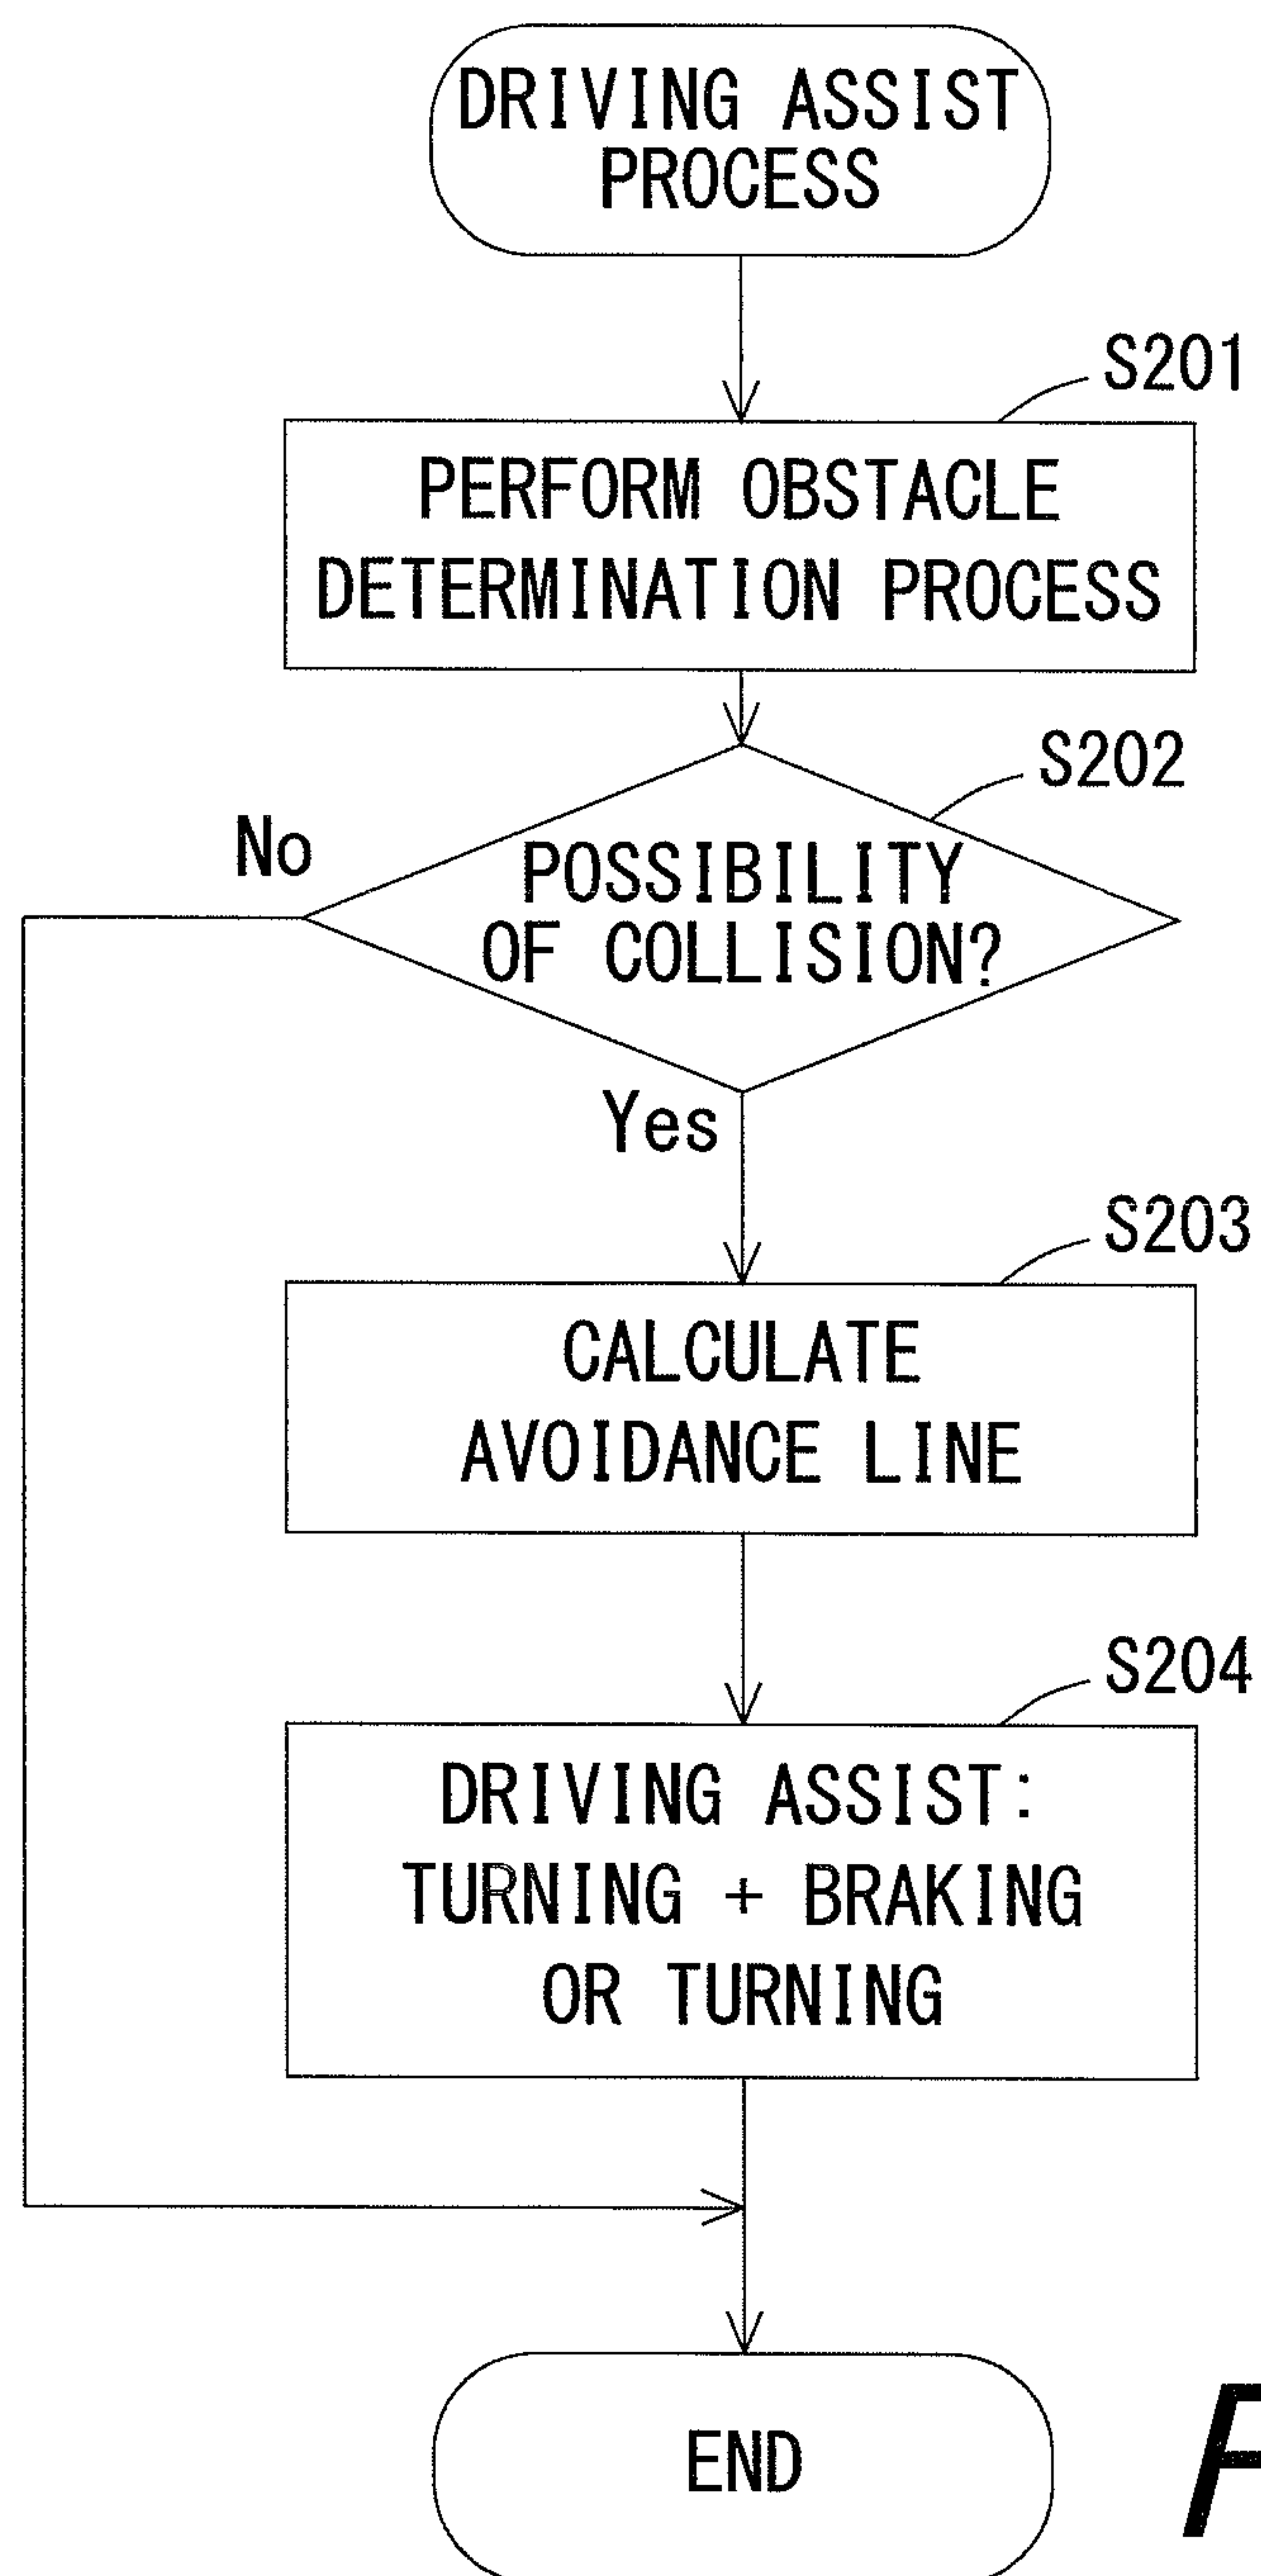 DRIVING ASSIST
PROCESS
S201
PERFORM OBSTACLE
DETERMINATION PROCESS
S202
No
POSSIBILITY
OF COLLISION?
Yes
S203
CALCULATE
AVOIDANCE LINE
S204
DRIVING ASSIST:
TURNING + BRAKING
OR TURNING
END